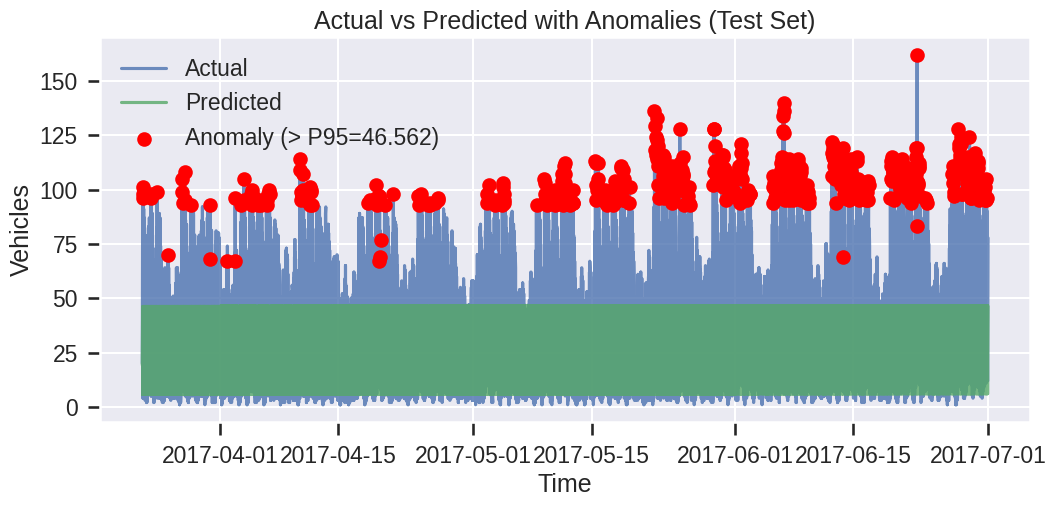 Actual vs Predicted with Anomalies (Test Set)
Actual
Predicted
Anomaly (> P95=46.562)
Vehicles
150
125
100
75
50
25
0
2017-04-01
2017-04-15
2017-05-01
2017-05-15
2017-06-01
2017-06-15
2017-07-01
Time